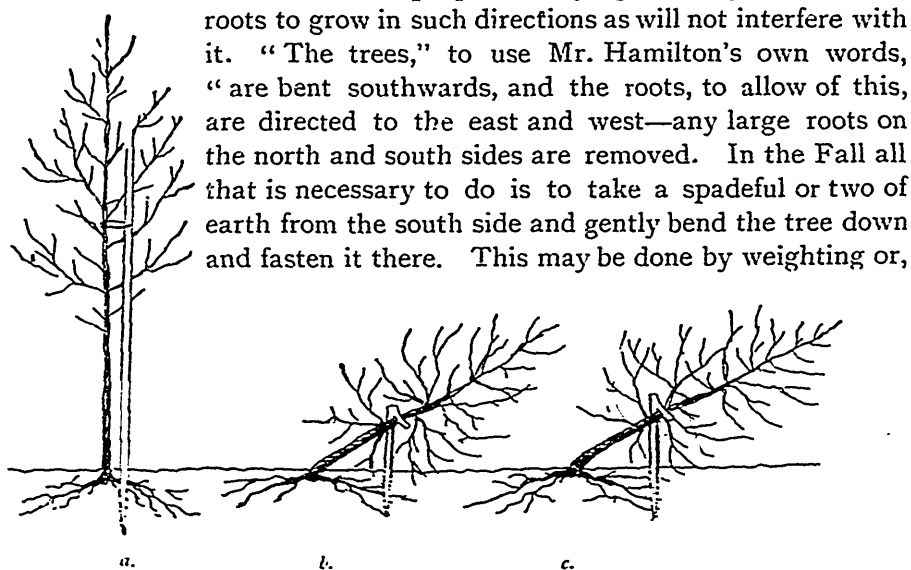 roots to grow in such directions as will not interfere with
it. “ The trees,” to use Mr. Hamilton's own words,
“ are bent southwards, and the roots, to allow of this,
are directed to the east and west—any large roots on
the north and south sides are removed. In the Fall all
that is necessary to do is to take a spadeful or two of
earth from the south side and gently bend the tree down
and fasten it there. This may be done by weighting or,
a. b. c.